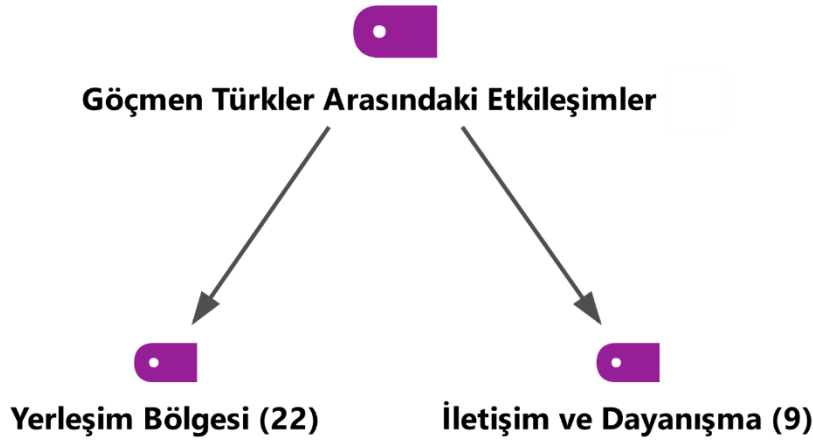 Göçmen Türkler Arasındaki Etkileşimler
Yerleşim Bölgesi (22)
İletişim ve Dayanışma (9)